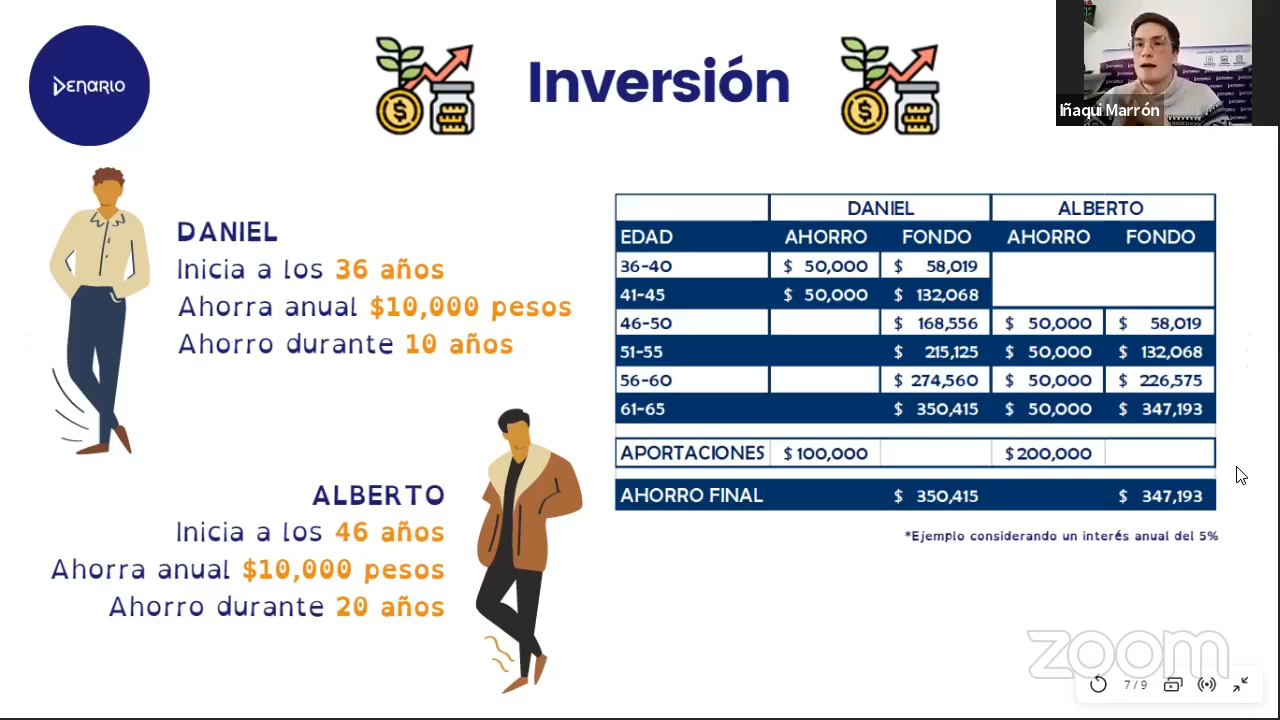 DENARIO
Inversión
Iñaqui Marrón
DANIEL
Inicia a los 36 años
Ahorra anual $10,000 pesos
Ahorro durante 10 años
ALBERTO
Inicia a los 46 años
Ahorra anual $10,000 pesos
Ahorro durante 20 años
DANIEL ALBERTO
EDAD AHORRO FONDO AHORRO FONDO
36-40 $ 50,000 $ 58,019
41-45 $ 50,000 $ 132,068
46-50 $ 168,556 $ 50,000 $ 58,019
51-55 $ 215,125 $ 50,000 $ 132,068
56-60 $ 274,560 $ 50,000 $ 226,575
61-65 $ 350,415 $ 50,000 $ 347,193
APORTACIONES $ 100,000 $ 200,000
AHORRO FINAL $ 350,415 $ 347,193
*Ejemplo considerando un interés anual del 5%
zoom
7/9